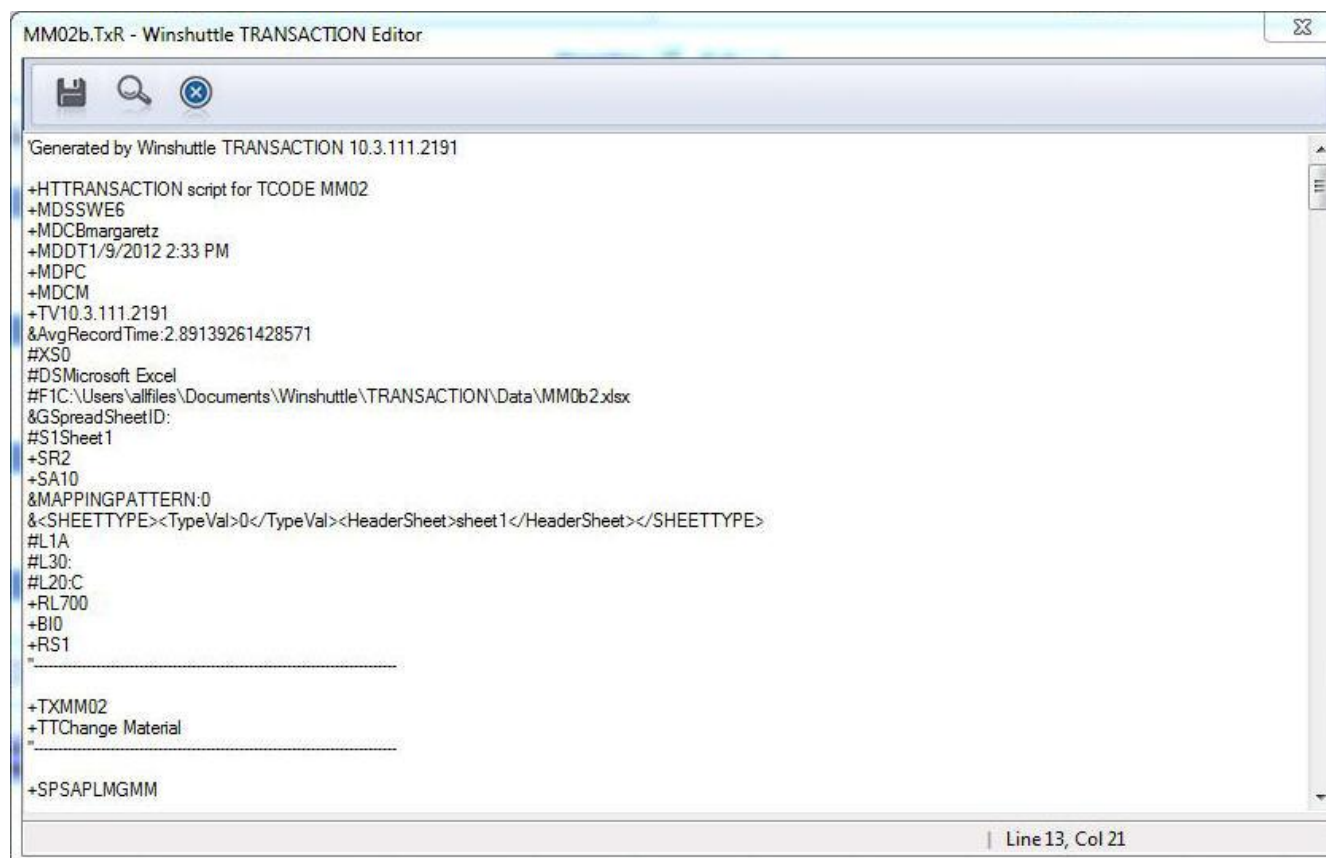 MM02b.TxR - Winshuttle TRANSACTION Editor
'Generated by Winshuttle TRANSACTION 10.3.111.2191
+HTTRANSACTION script for TCODE MM02
+MDSSWE6
+MDCBmargaretz
+MDDT1/9/2012 2:33 PM
+MDPC
+MDCM
+TV10.3.111.2191
&AvgRecordTime:2.89139261428571
#XS0
#DSMicrosoft Excel
#F1C:\Users\allfiles\Documents\Winshuttle\TRANSACTION\Data\MM0b2.xlsx
&GSpreadSheetID:
#S1Sheet1
+SR2
+SA10
&MAPPINGPATTERN:0
&<SHEETTYPE><TypeVal>0</TypeVal><HeaderSheet>sheet1</HeaderSheet></SHEETTYPE>
#L1A
#L30:
#L20:C
+RL700
+BI0
+RS1
"------------------------------------------------------------------------
+TXMM02
+TTChange Material
"------------------------------------------------------------------------
+SPSAPLMGMM
Line 13, Col 21